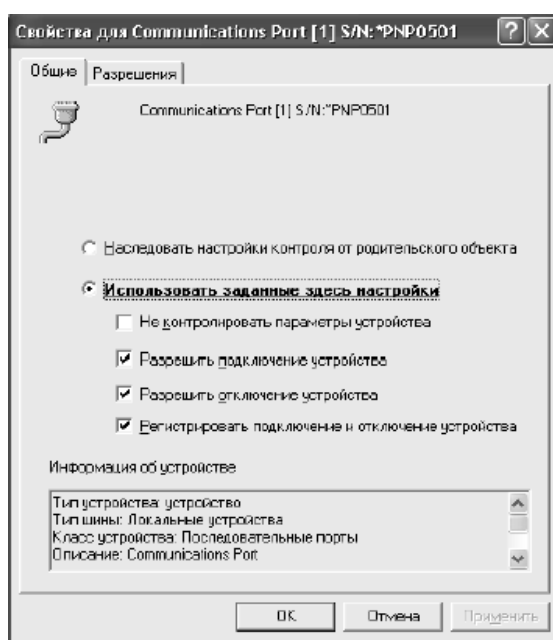 Свойства для Communications Port [1] S/N:*PNP0501
Общие
Разрешения
Communications Port [1] S/N:*PNP0501
Наследовать настройки контроля от родительского объекта
Использовать заданные здесь настройки
Не контролировать параметры устройства
Разрешить подключение устройства
Разрешить отключение устройства
Регистрировать подключение и отключение устройства
Информация об устройстве
Тип устройства: устройство
Тип шины: Локальные устройства
Класс устройства: Последовательные порты
Описание: Communications Port
ОК
Отмена
Применить